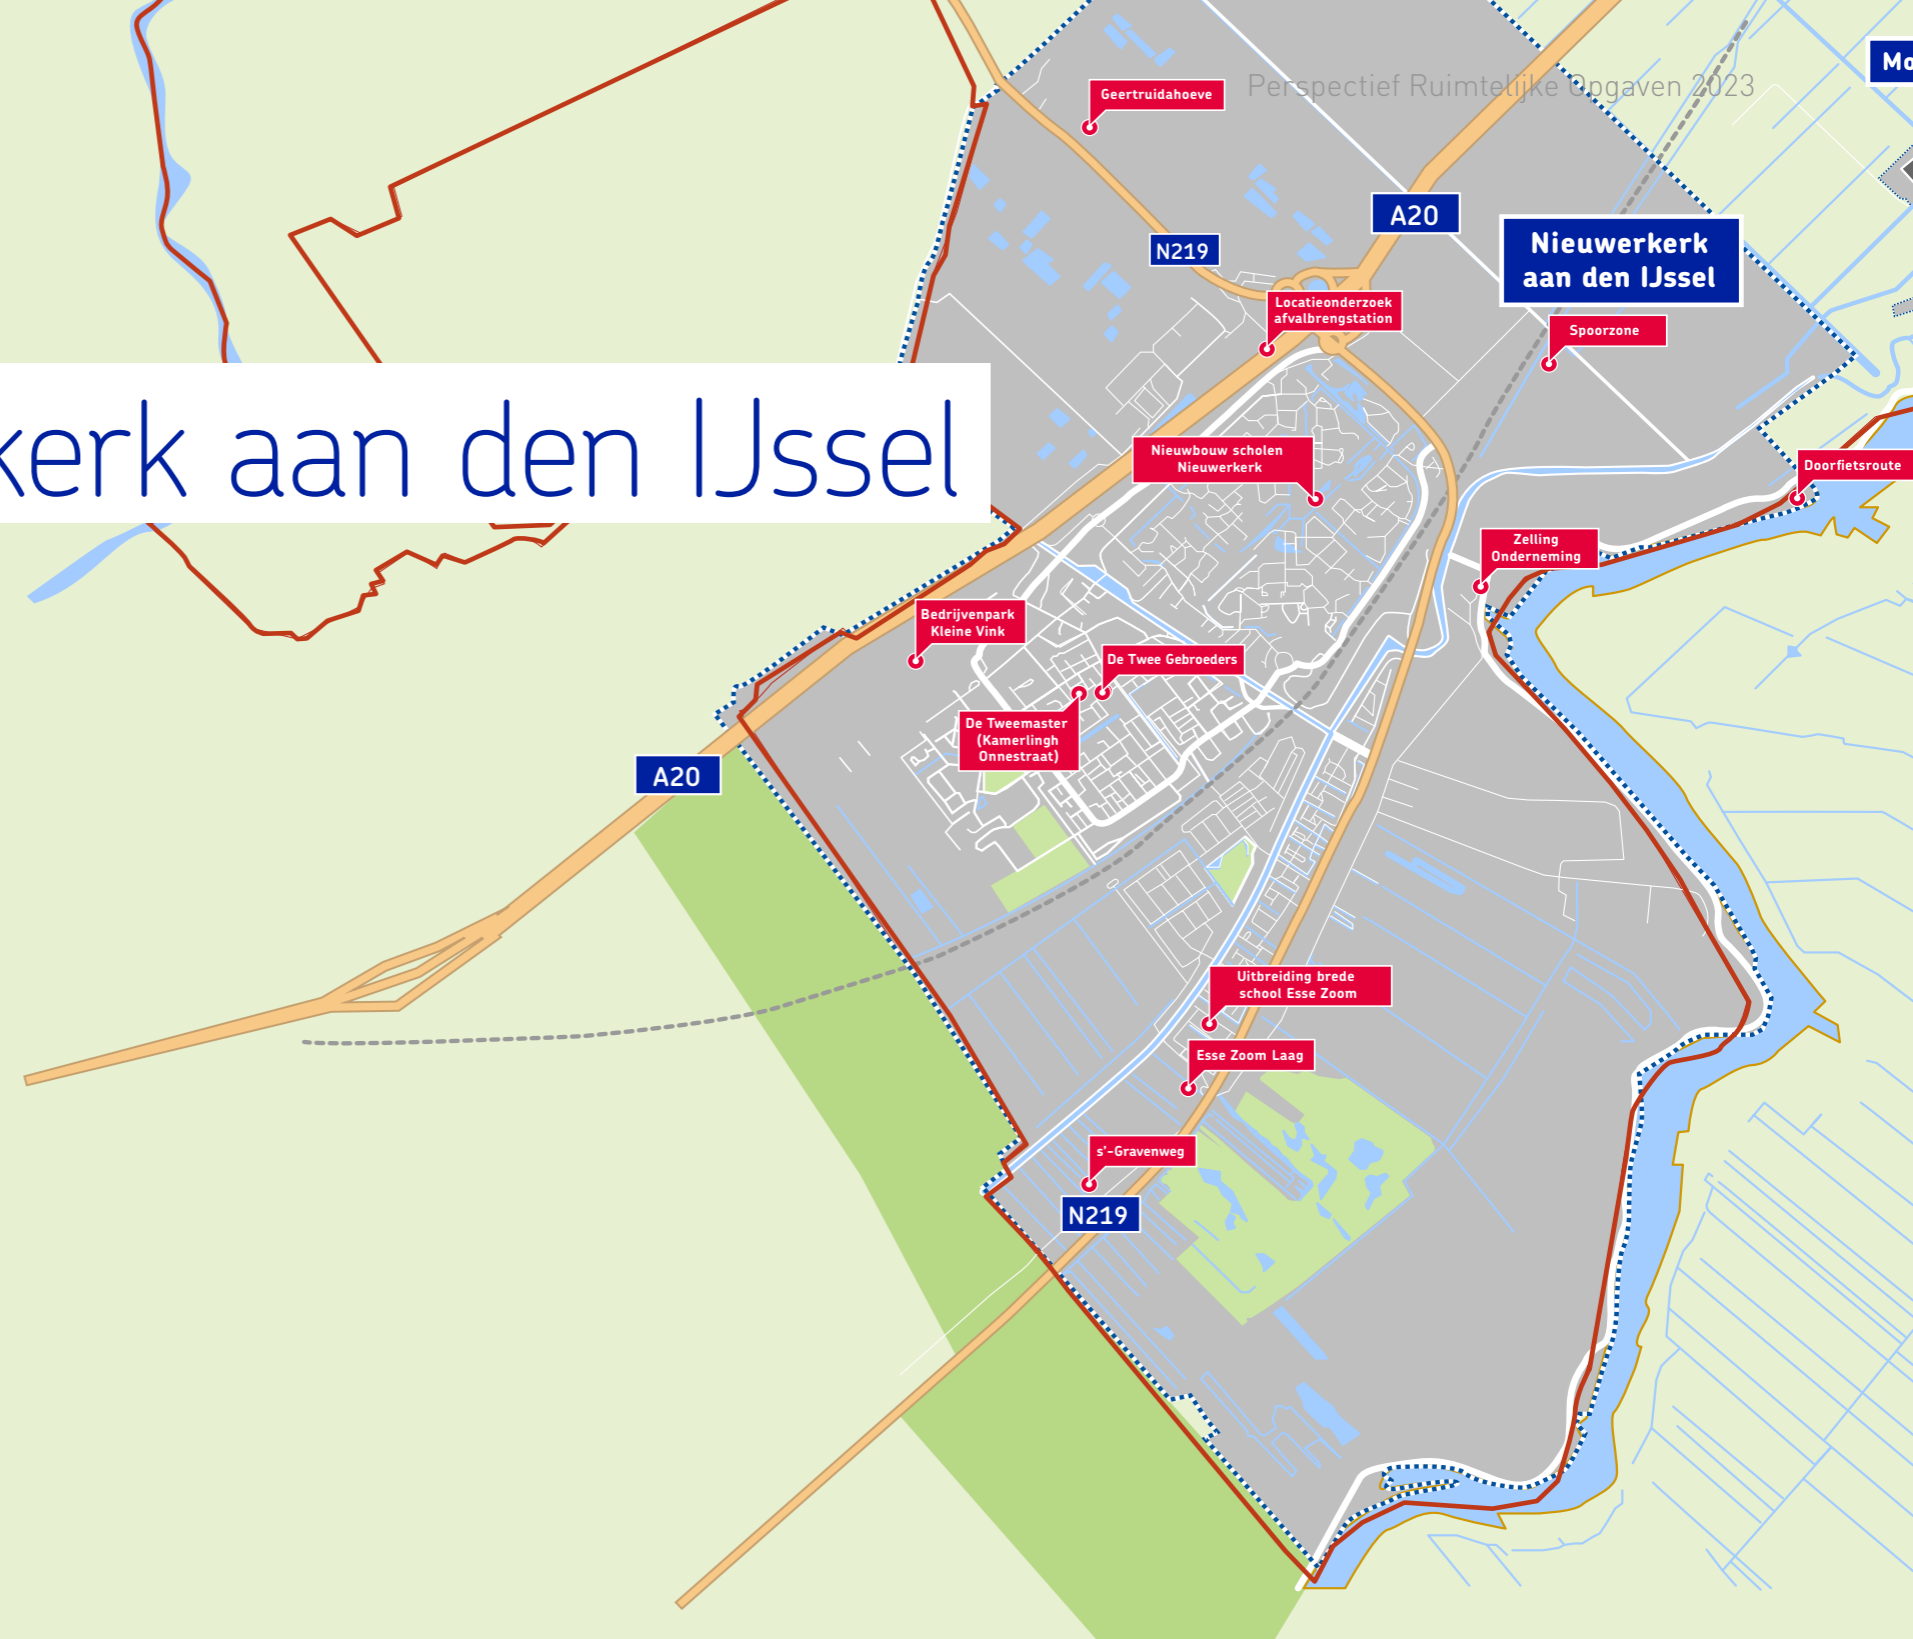 Mo
Geertruidahoeve
Perspectief Ruimtelijke Opgaven 2023
A20
N219
Nieuwerkerk
aan den IJssel
Locatieonderzoek
afvalbrengstation
Spoorzone
kerk aan den IJssel
Nieuwbouw scholen
Nieuwerkerk
Doorfietsroute
Zelling
Onderneming
Bedrijvenpark
Kleine Vink
De Twee Gebroeders
De Tweemaster
(Kamerlingh
Onnestraat)
A20
Uitbreiding brede
school Esse Zoom
Esse Zoom Laag
s'-Gravenweg
N219